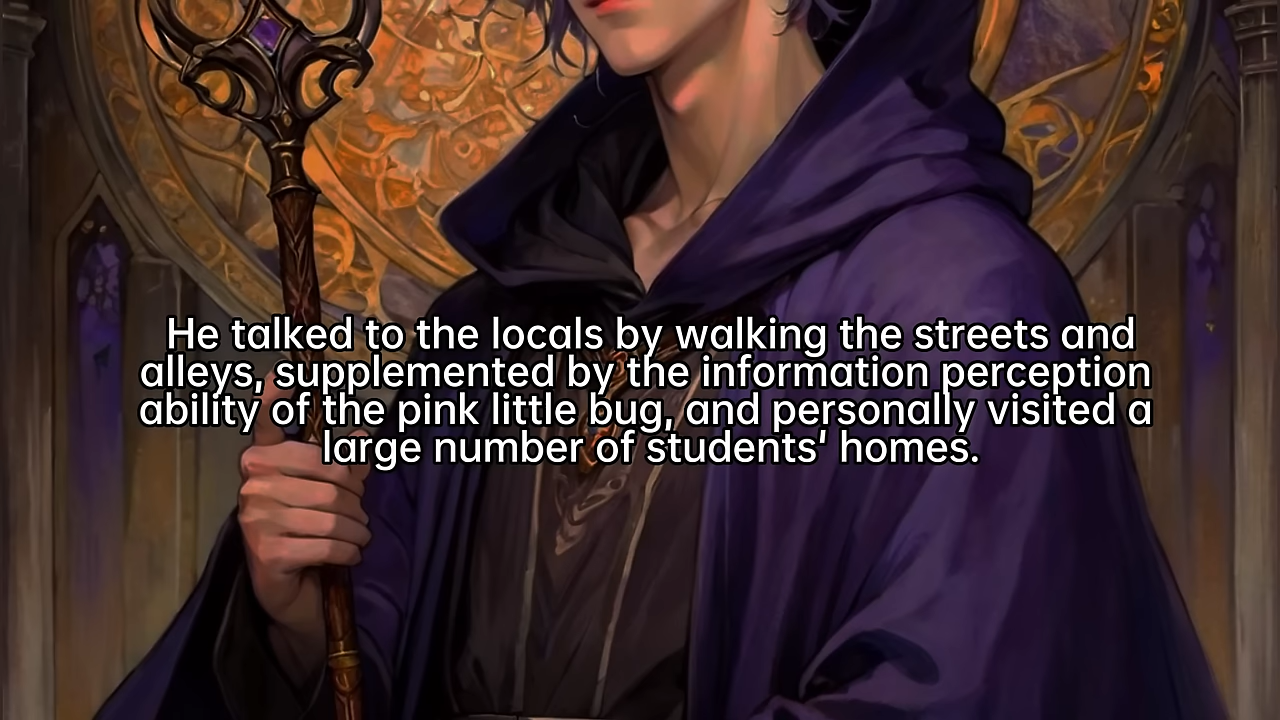 He talked to the locals by walking the streets and
alleys, supplemented by the information perception
ability of the pink little bug, and personally visited a
large number of students' homes.